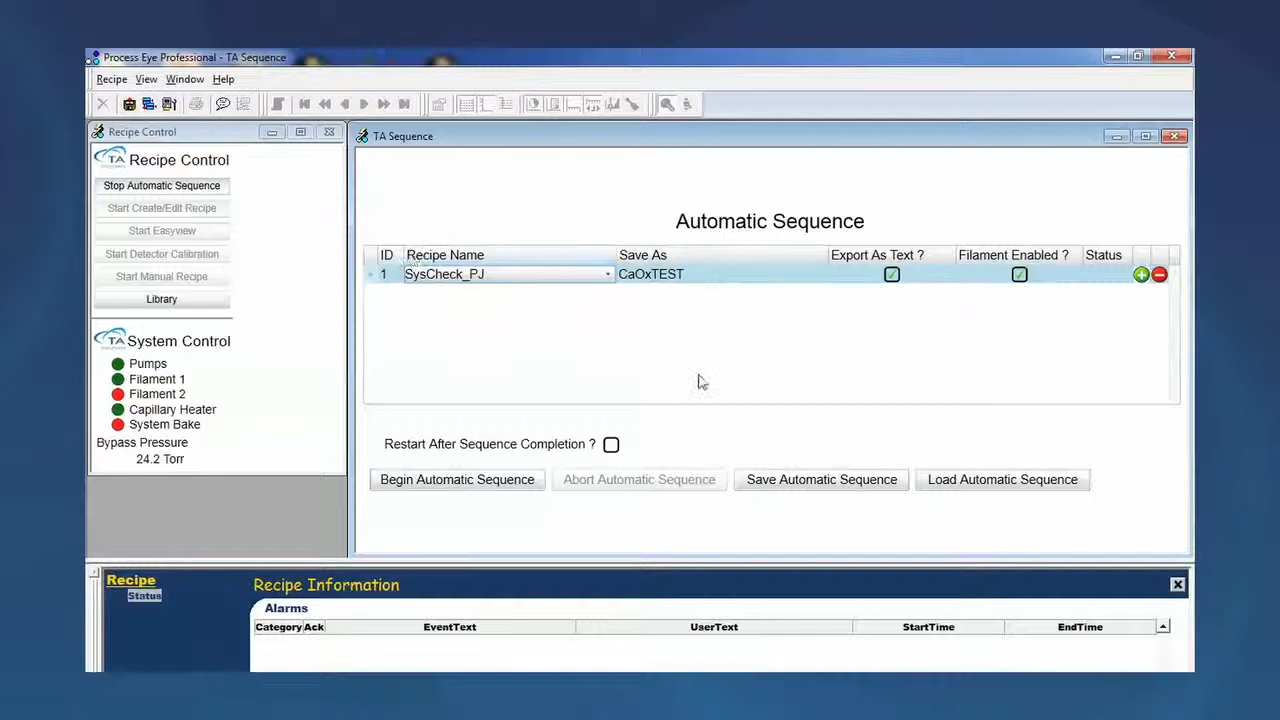 Process Eye Professional - TA Sequence
Recipe View Window Help
Recipe Control
TA Recipe Control
Stop Automatic Sequence
Start Create/Edit Recipe
Start Easyview
Start Detector Calibration
Start Manual Recipe
Library
TA System Control
Pumps
Filament 1
Filament 2
Capillary Heater
System Bake
Bypass Pressure
24.2 Torr
TA Sequence
Automatic Sequence
ID Recipe Name Save As Export As Text ? Filament Enabled ? Status
1 SysCheck_PJ CaOxTEST
Restart After Sequence Completion ?
Begin Automatic Sequence Abort Automatic Sequence Save Automatic Sequence Load Automatic Sequence
Recipe
Status
Recipe Information
Alarms
Category Ack EventText UserText StartTime EndTime